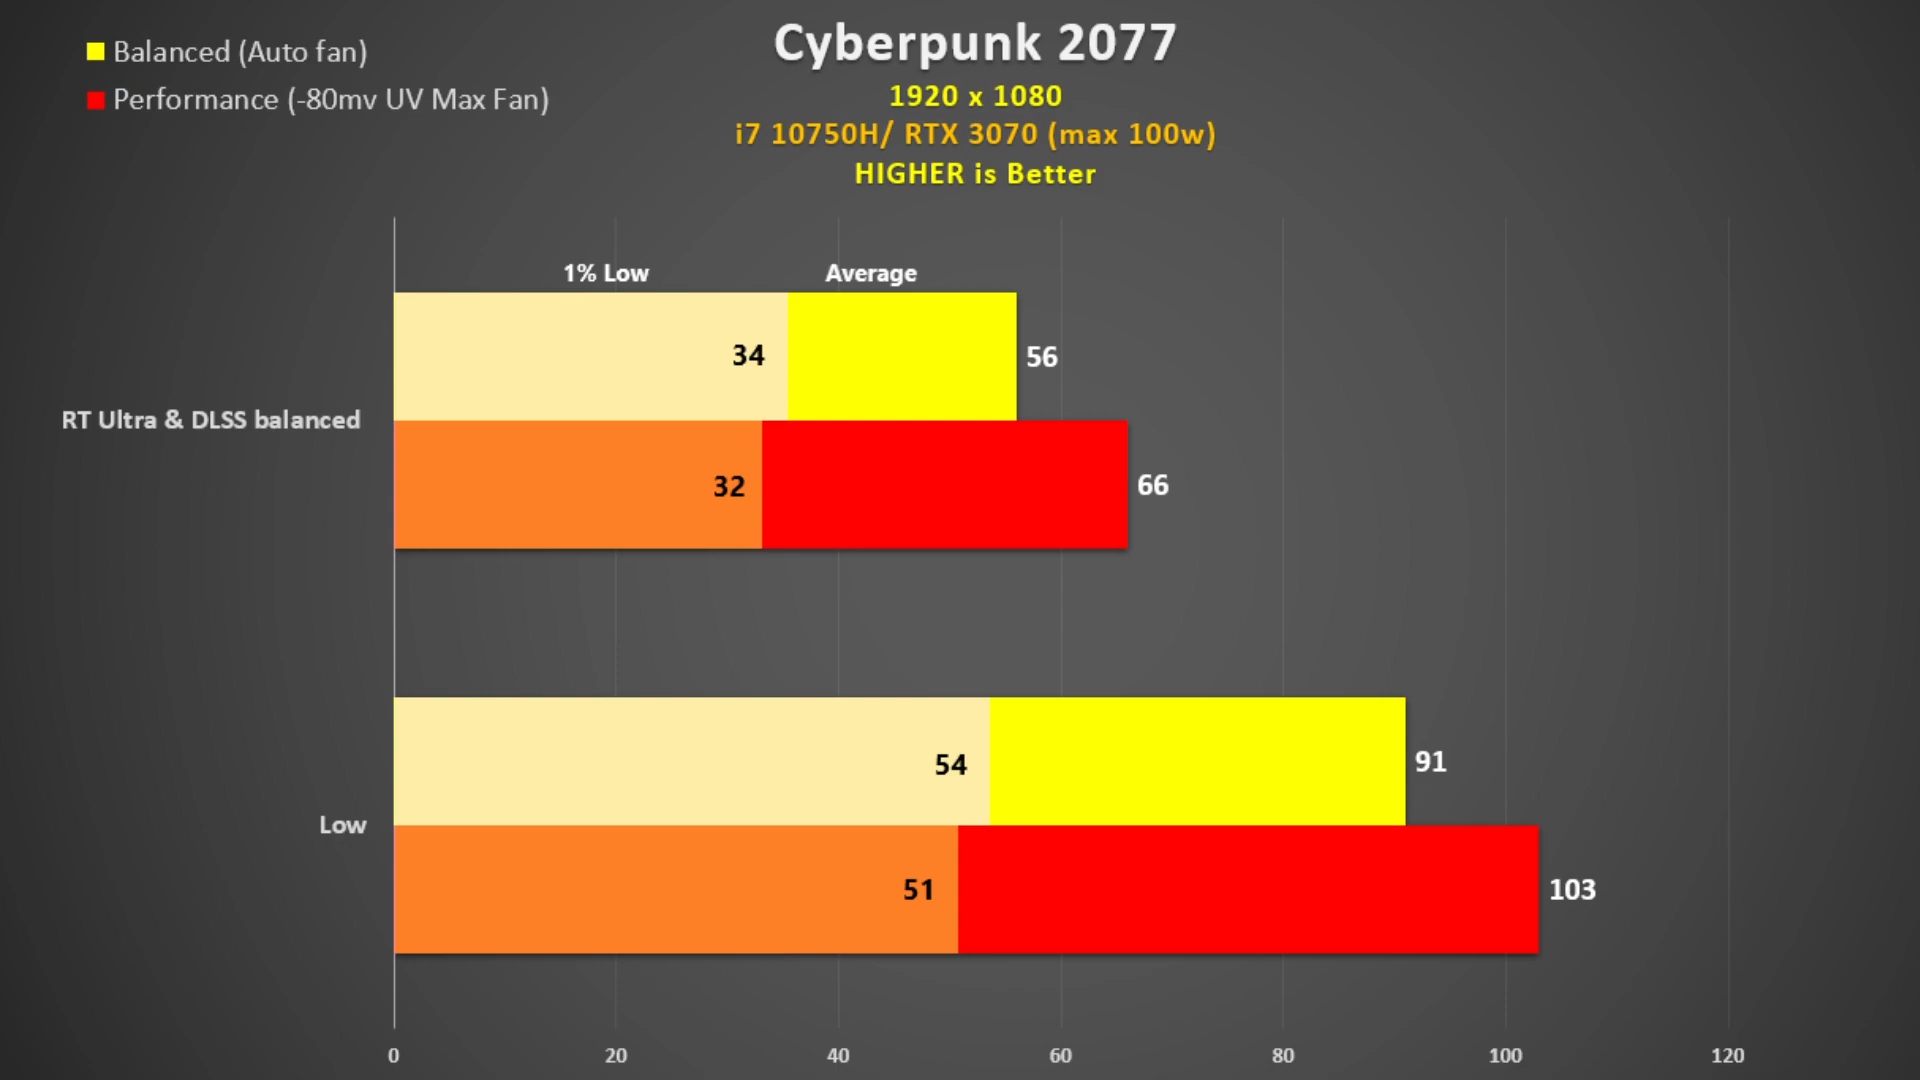 Balanced (Auto fan)
Performance (-80mv UV Max Fan)
Cyberpunk 2077
1920 x 1080
i7 10750H/ RTX 3070 (max 100w)
HIGHER is Better
1% Low
Average
34
56
RT Ultra & DLSS balanced
32
66
54
91
Low
51
103
0
20
40
60
80
100
120